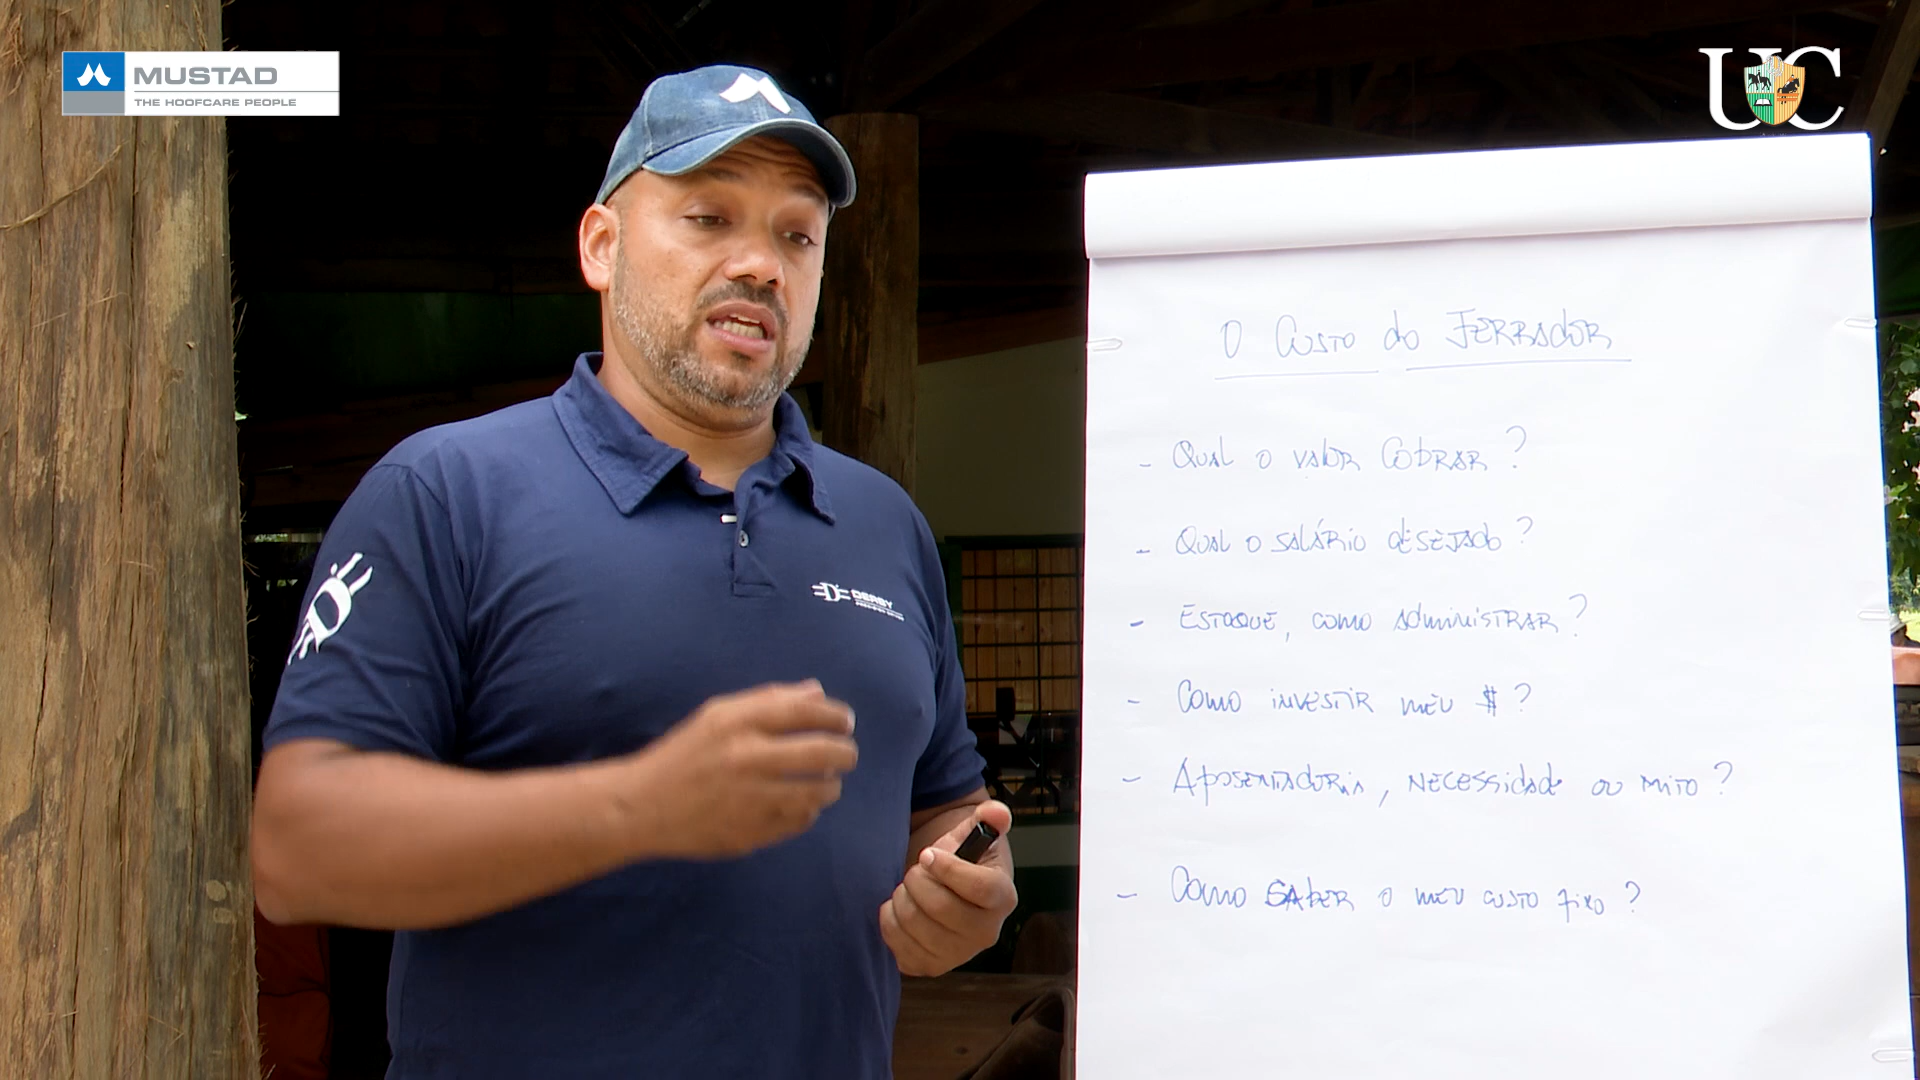 MUSTAD
THE HOOFCARE PEOPLE
UC
O CUSTO do FERRADOR
- QUAL O VALOR COBRAR ?
- QUAL O SALÁRIO DESEJADO ?
- ESTOQUE, COMO AdMINISTRAR ?
- COMO INVESTIR MEU $ ?
- APOSENTADORIA, NECESSIdAdE OU MITO ?
- COMO SABER O MEU CUSTO FIXO ?
D
DERBY